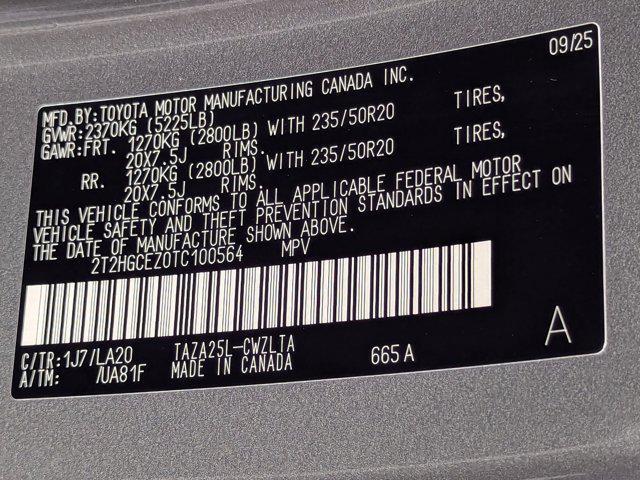 09/25
MFD.BY:TOYOTA MOTOR MANUFACTURING CANADA INC.
GVWR:2370KG (5225LB)
GAWR:FRT. 1270KG (2800LB) WITH 235/50R20 TIRES,
20X7.5J RIMS.
RR. 1270KG (2800LB) WITH 235/50R20 TIRES,
20X7.5J RIMS.
THIS VEHICLE CONFORMS TO ALL APPLICABLE FEDERAL MOTOR
VEHICLE SAFETY AND THEFT PREVENTION STANDARDS IN EFFECT ON
THE DATE OF MANUFACTURE SHOWN ABOVE.
2T2HGCEZ0TC100564 MPV
C/TR:1J7/LA20 TAZA25L-CWZLTA
A/TM: /UA81F MADE IN CANADA 665A
A